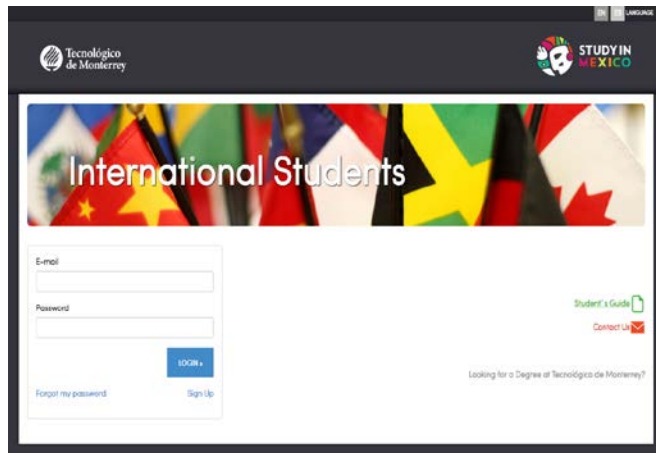 EN ES LANGUAGE
Tecnológico
de Monterrey
STUDY IN
MEXICO
International Students
E-mail
Password
LOGIN »
Forgot my password
Sign Up
Student's Guide
Contact Us
Looking for a Degree at Tecnológico de Monterrey?